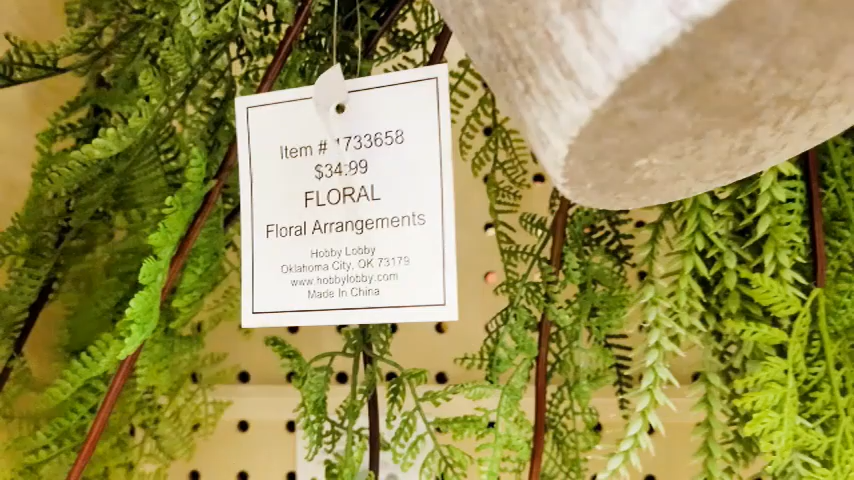 Item # 1733658
$34.99
FLORAL
Floral Arrangements
Hobby Lobby
Oklahoma City, OK 73179
www.hobbylobby.com
Made In China